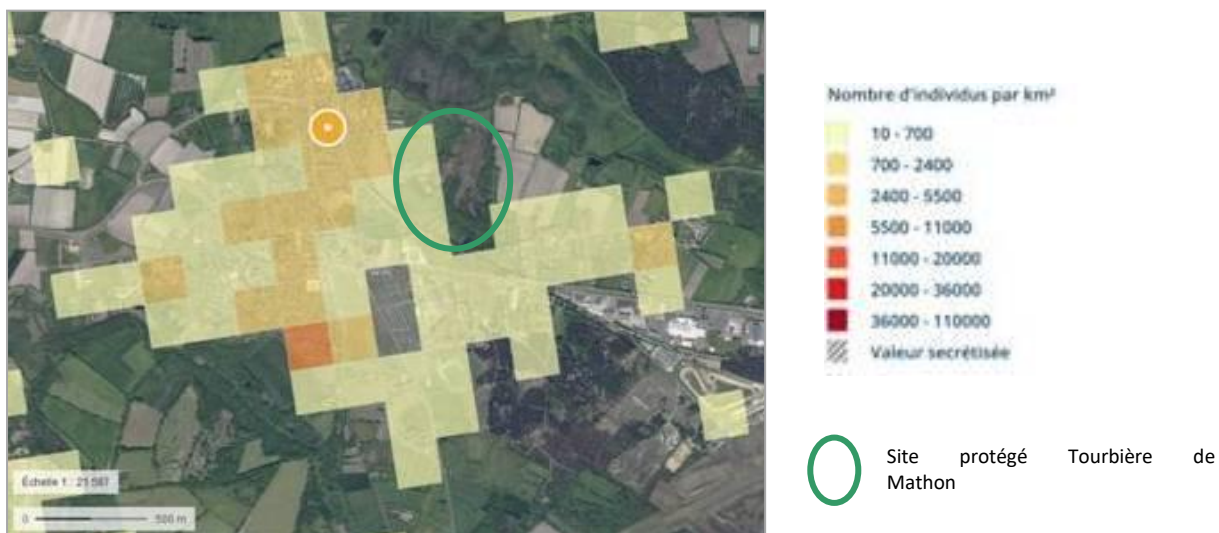 Nombre d'individus par km²
10 - 700
700 - 2400
2400 - 5500
5500 - 11000
11000 - 20000
20000 - 36000
36000 - 110000
Valeur secrétisée
Site protégé Tourbière de
Mathon
Échelle 1 : 21 587
0 500 m